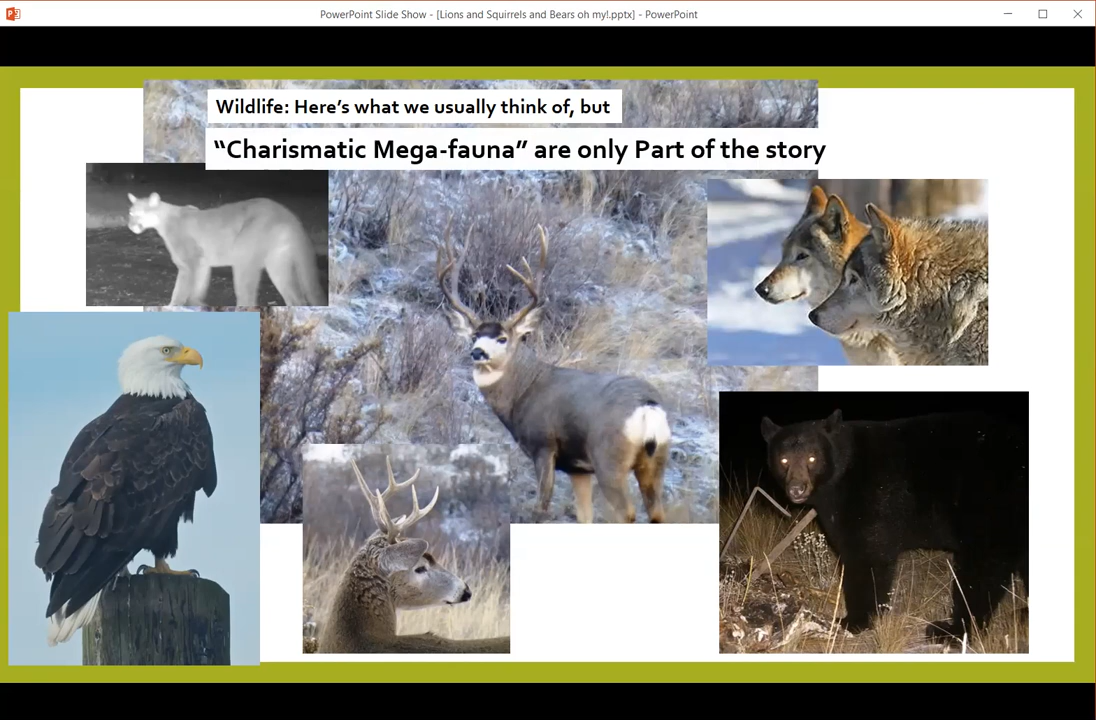 PowerPoint Slide Show - [Lions and Squirrels and Bears oh my!.pptx] - PowerPoint
Wildlife: Here’s what we usually think of, but
“Charismatic Mega-fauna” are only Part of the story